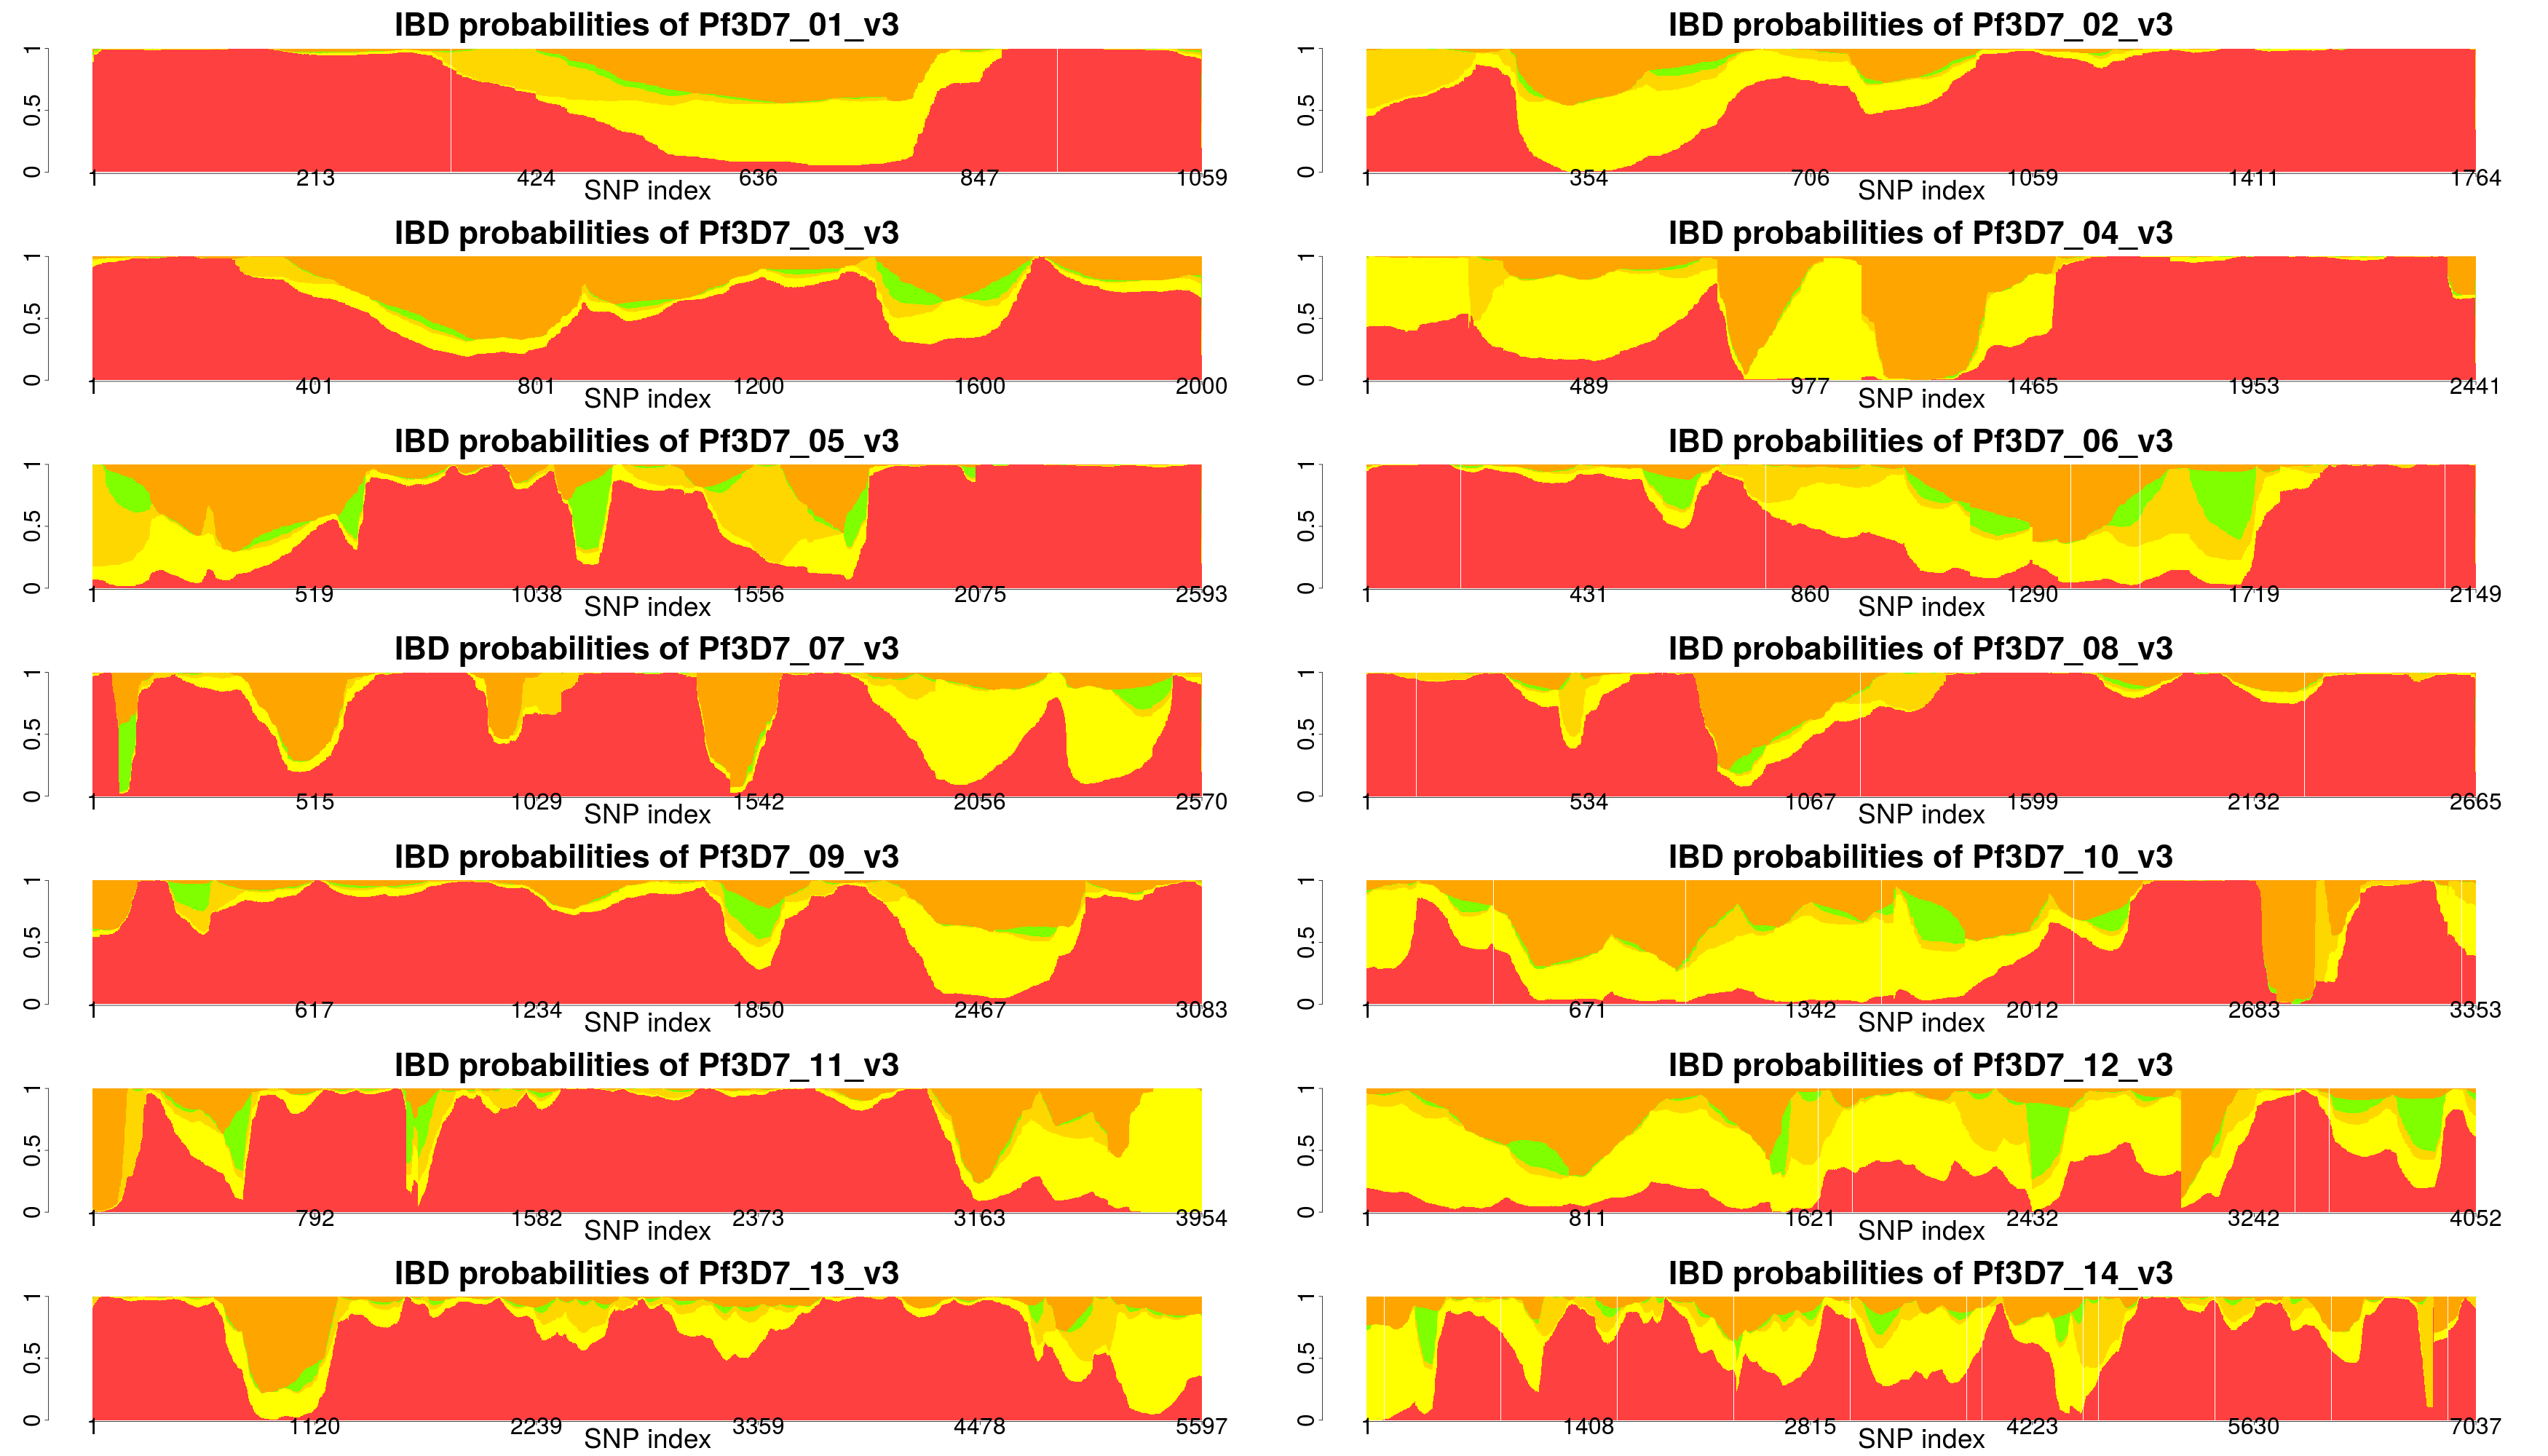 IBD probabilities of Pf3D7_01_v3
1
0.5
0
1 213 424 636 847 1059
SNP index
IBD probabilities of Pf3D7_02_v3
1
0.5
0
1 354 706 1059 1411 1764
SNP index
IBD probabilities of Pf3D7_03_v3
1
0.5
0
1 401 801 1200 1600 2000
SNP index
IBD probabilities of Pf3D7_04_v3
1
0.5
0
1 489 977 1465 1953 2441
SNP index
IBD probabilities of Pf3D7_05_v3
1
0.5
0
1 519 1038 1556 2075 2593
SNP index
IBD probabilities of Pf3D7_06_v3
1
0.5
0
1 431 860 1290 1719 2149
SNP index
IBD probabilities of Pf3D7_07_v3
1
0.5
0
1 515 1029 1542 2056 2570
SNP index
IBD probabilities of Pf3D7_08_v3
1
0.5
0
1 534 1067 1599 2132 2665
SNP index
IBD probabilities of Pf3D7_09_v3
1
0.5
0
1 617 1234 1850 2467 3083
SNP index
IBD probabilities of Pf3D7_10_v3
1
0.5
0
1 671 1342 2012 2683 3353
SNP index
IBD probabilities of Pf3D7_11_v3
1
0.5
0
1 792 1582 2373 3163 3954
SNP index
IBD probabilities of Pf3D7_12_v3
1
0.5
0
1 811 1621 2432 3242 4052
SNP index
IBD probabilities of Pf3D7_13_v3
1
0.5
0
1 1120 2239 3359 4478 5597
SNP index
IBD probabilities of Pf3D7_14_v3
1
0.5
0
1 1408 2815 4223 5630 7037
SNP index